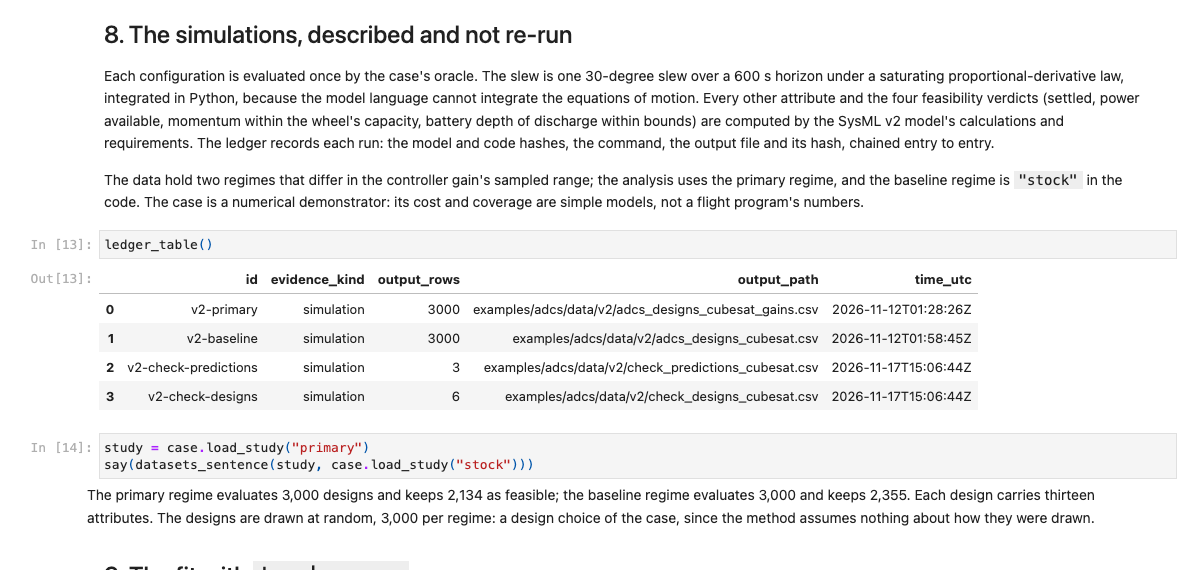 8. The simulations, described and not re-run
Each configuration is evaluated once by the case's oracle. The slew is one 30-degree slew over a 600 s horizon under a saturating proportional-derivative law,
integrated in Python, because the model language cannot integrate the equations of motion. Every other attribute and the four feasibility verdicts (settled, power
available, momentum within the wheel's capacity, battery depth of discharge within bounds) are computed by the SysML v2 model's calculations and
requirements. The ledger records each run: the model and code hashes, the command, the output file and its hash, chained entry to entry.
The data hold two regimes that differ in the controller gain's sampled range; the analysis uses the primary regime, and the baseline regime is "stock" in the
code. The case is a numerical demonstrator: its cost and coverage are simple models, not a flight program's numbers.
In [13]: ledger_table()
Out[13]:
id evidence_kind output_rows output_path time_utc
0 v2-primary simulation 3000 examples/adcs/data/v2/adcs_designs_cubesat_gains.csv 2026-11-12T01:28:26Z
1 v2-baseline simulation 3000 examples/adcs/data/v2/adcs_designs_cubesat.csv 2026-11-12T01:58:45Z
2 v2-check-predictions simulation 3 examples/adcs/data/v2/check_predictions_cubesat.csv 2026-11-17T15:06:44Z
3 v2-check-designs simulation 6 examples/adcs/data/v2/check_designs_cubesat.csv 2026-11-17T15:06:44Z
In [14]: study = case.load_study("primary")
say(datasets_sentence(study, case.load_study("stock")))
The primary regime evaluates 3,000 designs and keeps 2,134 as feasible; the baseline regime evaluates 3,000 and keeps 2,355. Each design carries thirteen
attributes. The designs are drawn at random, 3,000 per regime: a design choice of the case, since the method assumes nothing about how they were drawn.